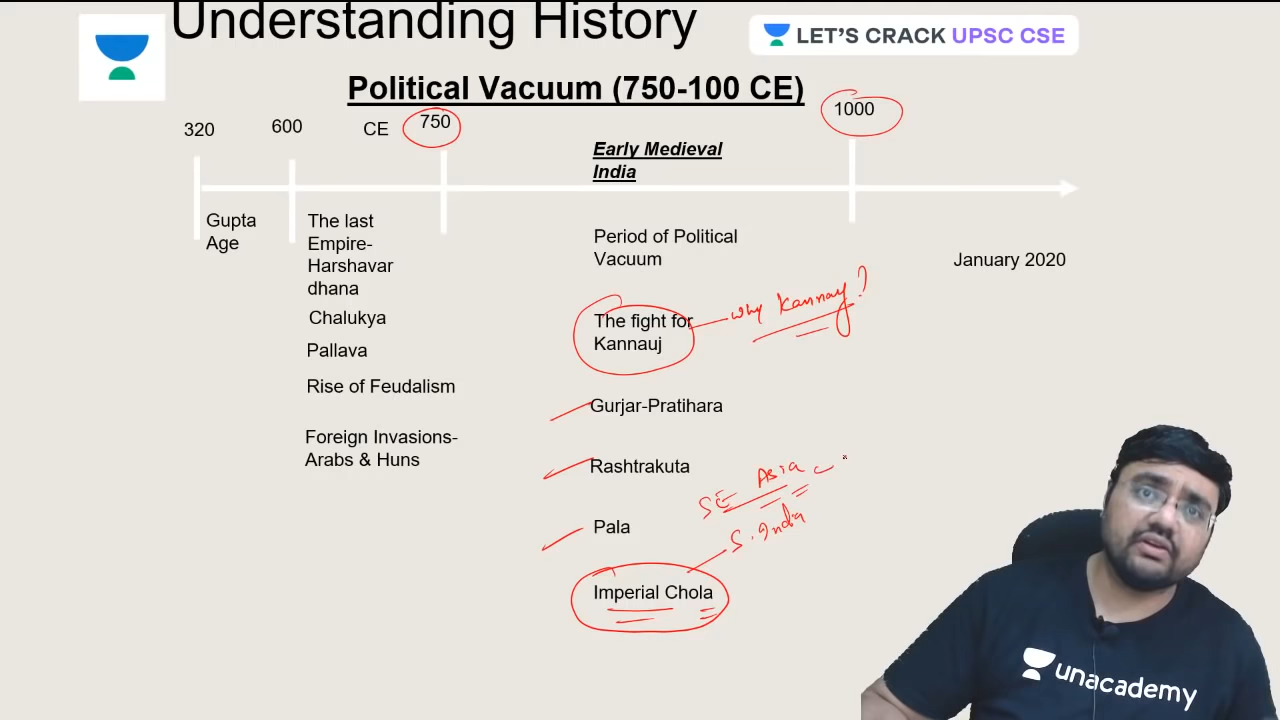 Understanding History
LET'S CRACK UPSC CSE
Political Vacuum (750-100 CE)
320
600
CE
750
1000
Early Medieval
India
Gupta
Age
The last
Empire-
Harshavar
dhana
Chalukya
Pallava
Rise of Feudalism
Foreign Invasions-
Arabs & Huns
Period of Political
Vacuum
January 2020
The fight for
Kannauj
why Kannauj?
Gurjar-Pratihara
Rashtrakuta
SE Asia
Pala
S. India
Imperial Chola
unacademy